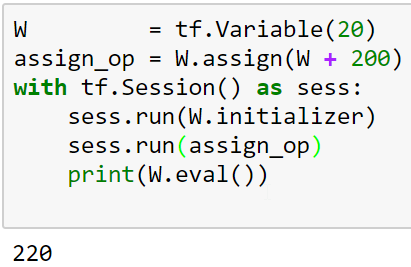 W         = tf.Variable(20)
assign_op = W.assign(W + 200)
with tf.Session() as sess:
    sess.run(W.initializer)
    sess.run(assign_op)
    print(W.eval())
220